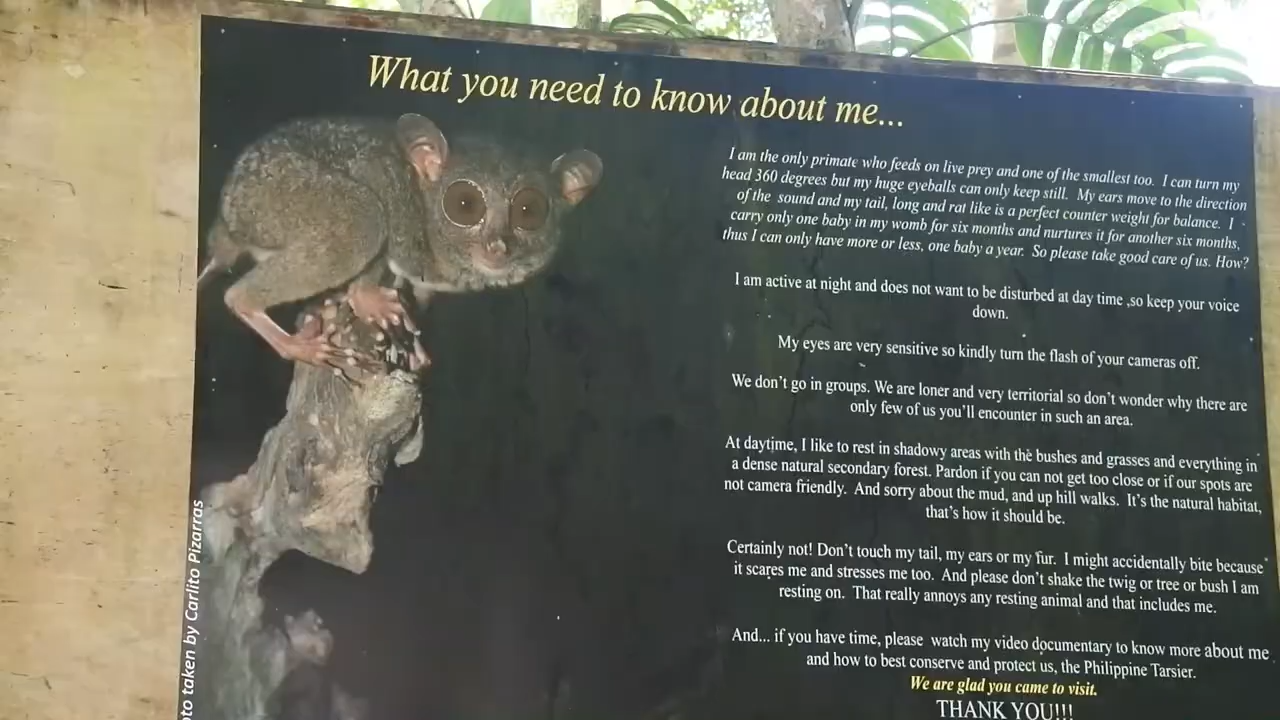 What you need to know about me...
I am the only primate who feeds on live prey and one of the smallest too. I can turn my
head 360 degrees but my huge eyeballs can only keep still. My ears move to the direction
of the sound and my tail, long and rat like is a perfect counter weight for balance. I
carry only one baby in my womb for six months and nurtures it for another six months,
thus I can only have more or less, one baby a year. So please take good care of us. How?
I am active at night and does not want to be disturbed at day time ,so keep your voice
down.
My eyes are very sensitive so kindly turn the flash of your cameras off.
We don't go in groups. We are loner and very territorial so don't wonder why there are
only few of us you'll encounter in such an area.
At daytime, I like to rest in shadowy areas with the bushes and grasses and everything in
a dense natural secondary forest. Pardon if you can not get too close or if our spots are
not camera friendly. And sorry about the mud, and up hill walks. It's the natural habitat,
that's how it should be.
Certainly not! Don't touch my tail, my ears or my fur. I might accidentally bite because
it scares me and stresses me too. And please don't shake the twig or tree or bush I am
resting on. That really annoys any resting animal and that includes me.
And... if you have time, please watch my video documentary to know more about me
and how to best conserve and protect us, the Philippine Tarsier.
We are glad you came to visit.
THANK YOU!!!
oto taken by Carlito Pizarras